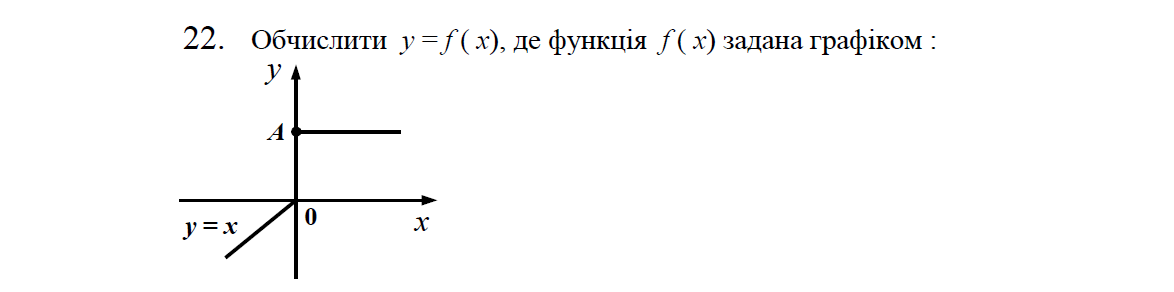 22. Обчислити y = f ( x), де функція f ( x) задана графіком :
y
A
0
y = x
x